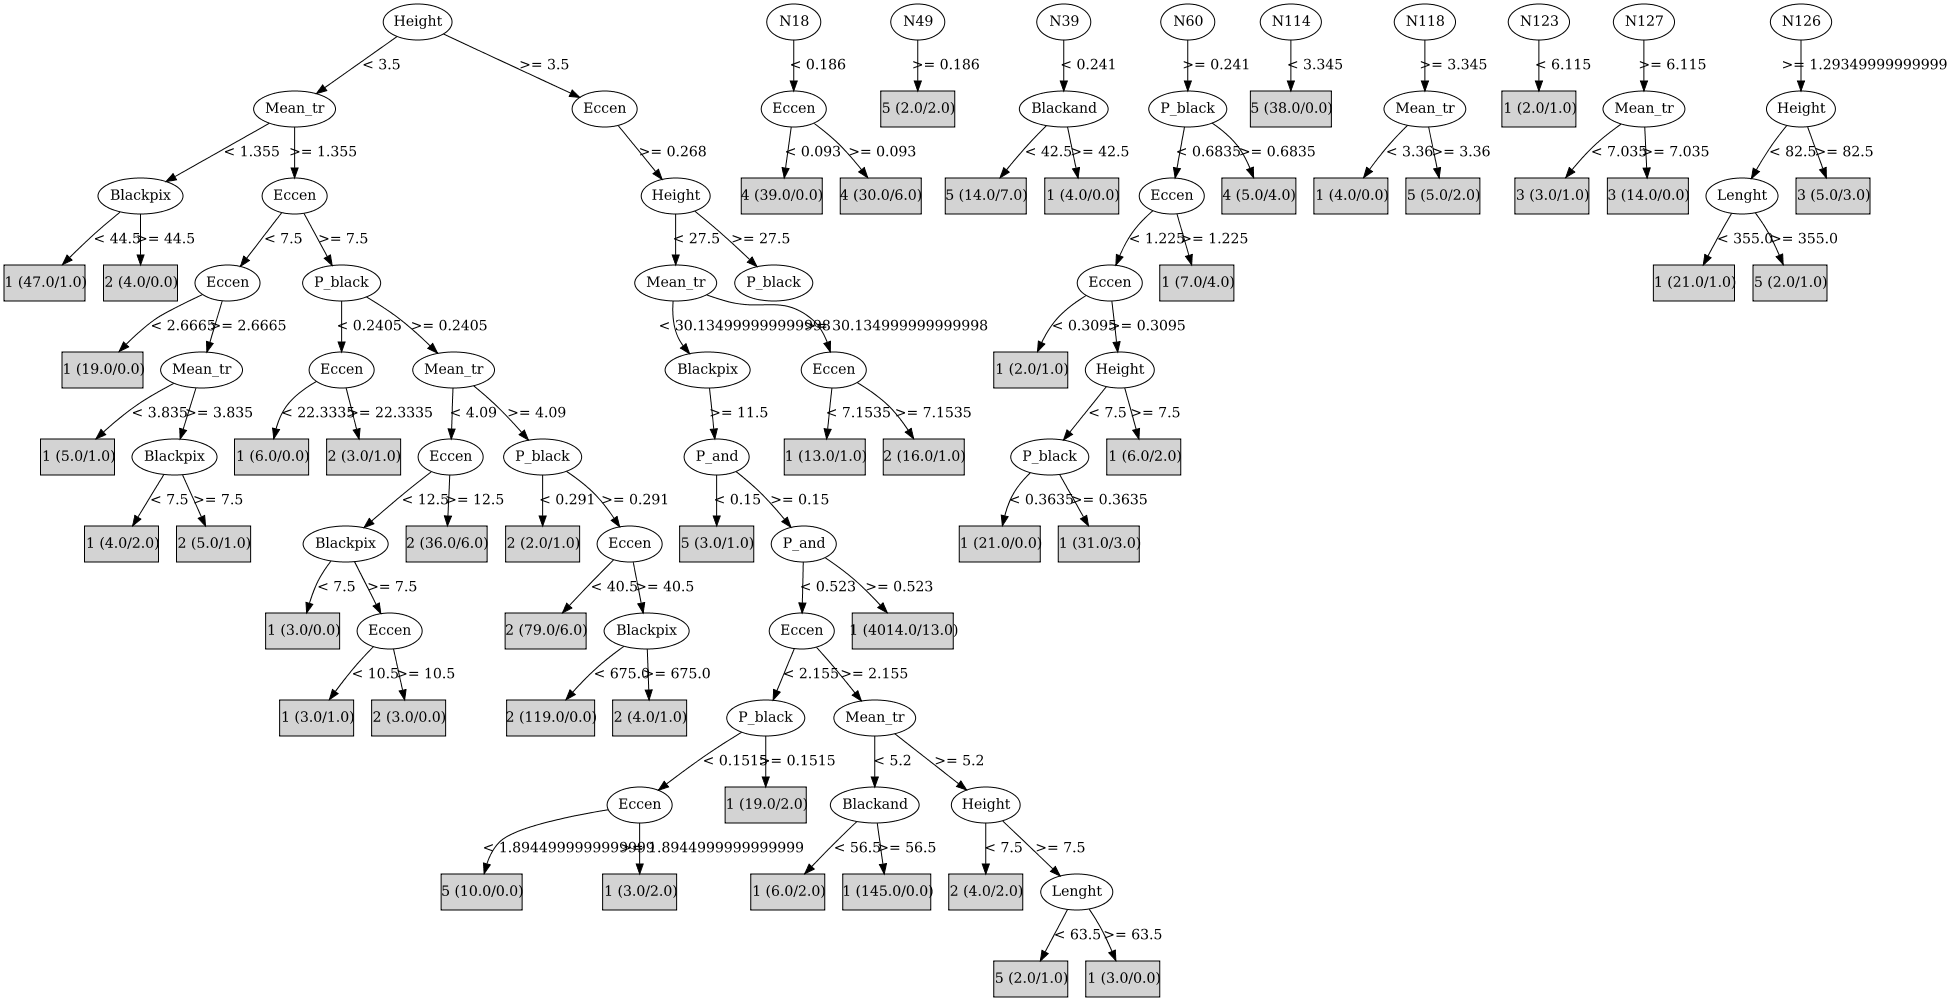 Height N18 N49 N39 N60 N114 N118 N123 N127 N126
< 3.5 >= 3.5 < 0.186 >= 0.186 < 0.241 >= 0.241 < 3.345 >= 3.345 < 6.115 >= 6.115 >= 1.29349999999999
Mean_tr Eccen Eccen 5 (2.0/2.0) Blackand P_black 5 (38.0/0.0) Mean_tr 1 (2.0/1.0) Mean_tr Height
< 1.355 >= 1.355 >= 0.268 < 0.093 >= 0.093 < 42.5 >= 42.5 < 0.6835 >= 0.6835 < 3.36 >= 3.36 < 7.035 >= 7.035 < 82.5 >= 82.5
Blackpix Eccen Height 4 (39.0/0.0) 4 (30.0/6.0) 5 (14.0/7.0) 1 (4.0/0.0) Eccen 4 (5.0/4.0) 1 (4.0/0.0) 5 (5.0/2.0) 3 (3.0/1.0) 3 (14.0/0.0) Lenght 3 (5.0/3.0)
< 44.5 >= 44.5 < 7.5 >= 7.5 < 27.5 >= 27.5 < 1.225 >= 1.225 < 355.0 >= 355.0
1 (47.0/1.0) 2 (4.0/0.0) Eccen P_black Mean_tr P_black Eccen 1 (7.0/4.0) 1 (21.0/1.0) 5 (2.0/1.0)
< 2.6665 >= 2.6665 < 0.2405 >= 0.2405 < 30.134999999999998 >= 30.134999999999998 < 0.3095 >= 0.3095
1 (19.0/0.0) Mean_tr Eccen Mean_tr Blackpix Eccen 1 (2.0/1.0) Height
< 3.835 >= 3.835 < 22.3335 >= 22.3335 < 4.09 >= 4.09 >= 11.5 < 7.1535 >= 7.1535 < 7.5 >= 7.5
1 (5.0/1.0) Blackpix 1 (6.0/0.0) 2 (3.0/1.0) Eccen P_black P_and 1 (13.0/1.0) 2 (16.0/1.0) P_black 1 (6.0/2.0)
< 7.5 >= 7.5 < 12.5 >= 12.5 < 0.291 >= 0.291 < 0.15 >= 0.15 < 0.3635 >= 0.3635
1 (4.0/2.0) 2 (5.0/1.0) Blackpix 2 (36.0/6.0) 2 (2.0/1.0) Eccen 5 (3.0/1.0) P_and 1 (21.0/0.0) 1 (31.0/3.0)
< 7.5 >= 7.5 < 40.5 >= 40.5 < 0.523 >= 0.523
1 (3.0/0.0) Eccen 2 (79.0/6.0) Blackpix Eccen 1 (4014.0/13.0)
< 10.5 >= 10.5 < 675.0 >= 675.0 < 2.155 >= 2.155
1 (3.0/1.0) 2 (3.0/0.0) 2 (119.0/0.0) 2 (4.0/1.0) P_black Mean_tr
< 0.1515 >= 0.1515 < 5.2 >= 5.2
Eccen 1 (19.0/2.0) Blackand Height
< 1.8944999999999999 >= 1.8944999999999999 < 56.5 >= 56.5 < 7.5 >= 7.5
5 (10.0/0.0) 1 (3.0/2.0) 1 (6.0/2.0) 1 (145.0/0.0) 2 (4.0/2.0) Lenght
< 63.5 >= 63.5
5 (2.0/1.0) 1 (3.0/0.0)